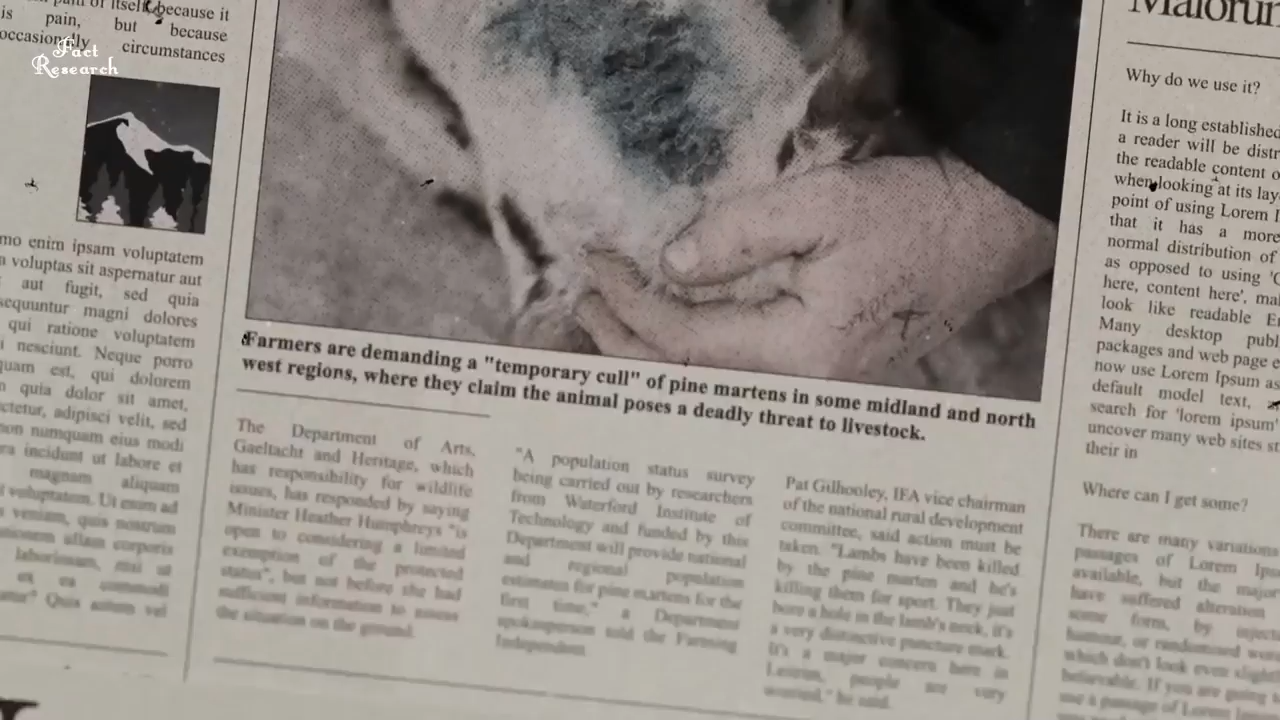 pain of itself, because it
is pain, but because
occasionally circumstances
Fact
Research
mo enim ipsam voluptatem
a voluptas sit aspernatur aut
aut fugit, sed quia
sequuntur magni dolores
qui ratione voluptatem
i nesciunt. Neque porro
quam est, qui dolorem
quia dolor sit amet,
ctetur, adipisci velit, sed
non numquam eius modi
ra incidunt ut labore et
magnam aliquam
voluptatem. Ut enim ad
veniam, quis nostrum
ullam corporis
laboriosam, nisi ut
ex ea commodi
Quis autem vel
Farmers are demanding a "temporary cull" of pine martens in some midland and north
west regions, where they claim the animal poses a deadly threat to livestock.
The Department of Arts,
Gaeltacht and Heritage, which
has responsibility for wildlife
issues, has responded by saying
Minister Heather Humphreys "is
open to considering a limited
exemption of the protected
status", but not before she had
sufficient information to assess
the situation on the ground.
"A population status survey
being carried out by researchers
from Waterford Institute of
Technology and funded by this
Department will provide national
and regional population
estimates for pine martens for the
first time," a Department
spokesperson told the Farming
Independent.
Pat Gilhooley, IFA vice chairman
of the national rural development
committee, said action must be
taken. "Lambs have been killed
by the pine marten and he's
killing them for sport. They just
bore a hole in the lamb's neck, it's
a very distinctive puncture mark.
It's a major concern here in
Leitrim, people are very
worried," he said.
Malorum
Why do we use it?
It is a long established
a reader will be distr
the readable content o
when looking at its lay
point of using Lorem I
that it has a more
normal distribution of
as opposed to using 'C
here, content here', ma
look like readable En
Many desktop publ
packages and web page e
now use Lorem Ipsum as
default model text,
search for 'lorem ipsum'
uncover many web sites st
their in
Where can I get some?
There are many variations
passages of Lorem Ipsu
available, but the major
have suffered alteration
some form, by inject
humour, or randomised wor
which don't look even slight
believable. If you are going t
use a passage of Lorem Ipsum